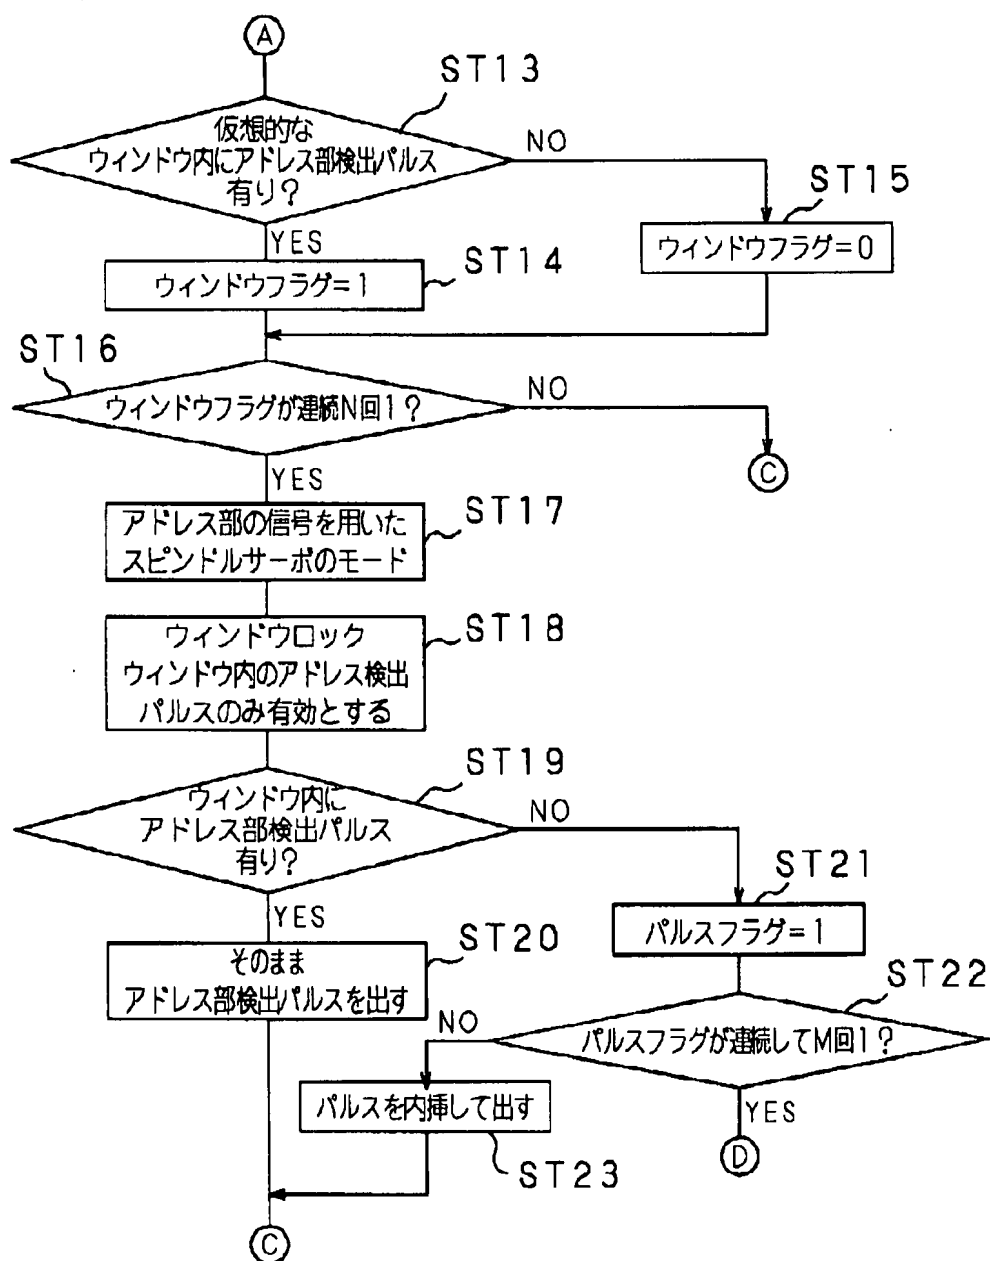 A
ST13
仮想的な
ウィンドウ内にアドレス部検出パルス
有り?
NO
YES
ST15
ウィンドウフラグ=0
ST14
ウィンドウフラグ=1
ST16
ウィンドウフラグが連続N回1?
NO
C
YES
ST17
アドレス部の信号を用いた
スピンドルサーボのモード
ST18
ウィンドウロック
ウィンドウ内のアドレス検出
パルスのみ有効とする
ST19
ウィンドウ内に
アドレス部検出パルス
有り?
NO
YES
ST21
パルスフラグ=1
ST20
そのまま
アドレス部検出パルスを出す
ST22
パルスフラグが連続してM回1?
NO
YES
D
パルスを内挿して出す
ST23
C